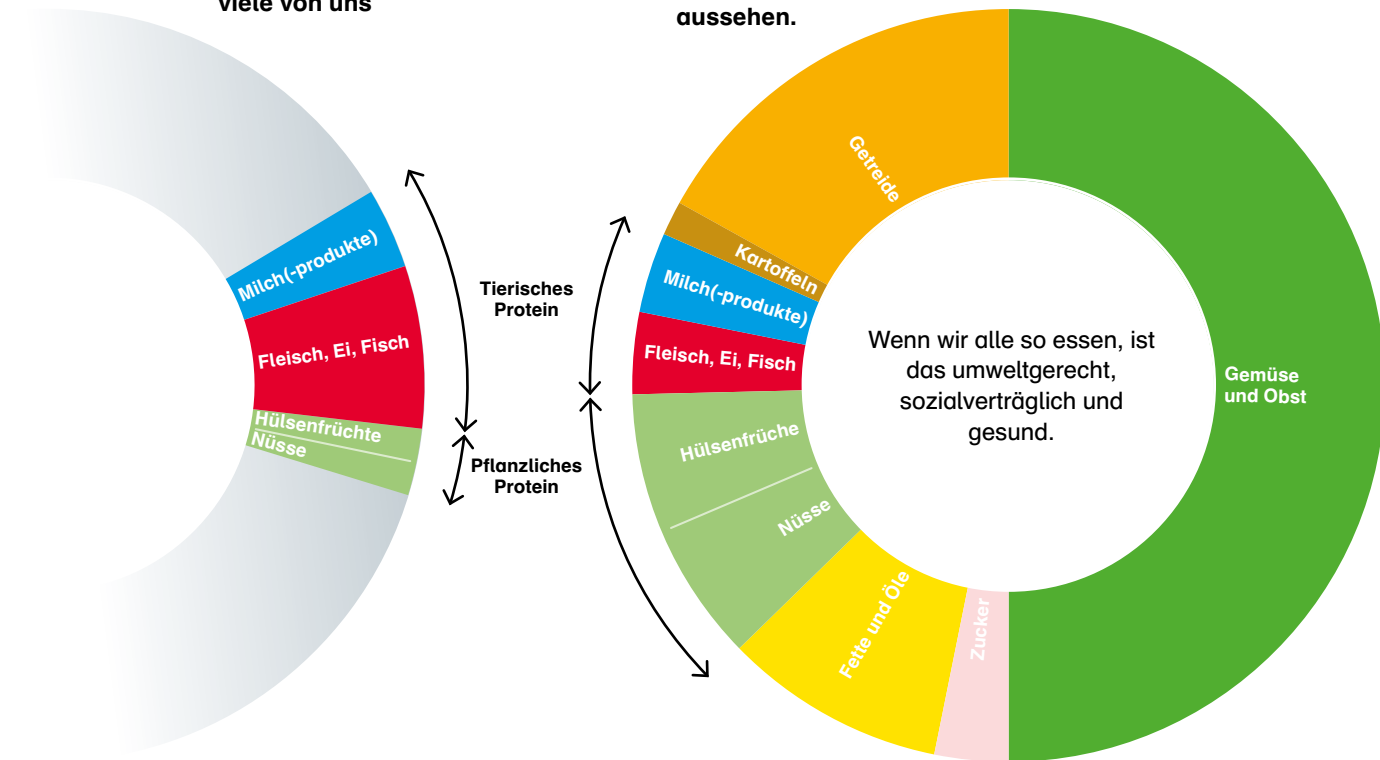 viele von uns
aussehen.
Milch(-produkte)
Fleisch, Ei, Fisch
Hülsenfrüchte
Nüsse
Tierisches
Protein
Pflanzliches
Protein
Getreide
Kartoffeln
Milch(-produkte)
Fleisch, Ei, Fisch
Hülsenfrüche
Nüsse
Fette und Öle
Zucker
Gemüse
und Obst
Wenn wir alle so essen, ist
das umweltgerecht,
sozialverträglich und
gesund.